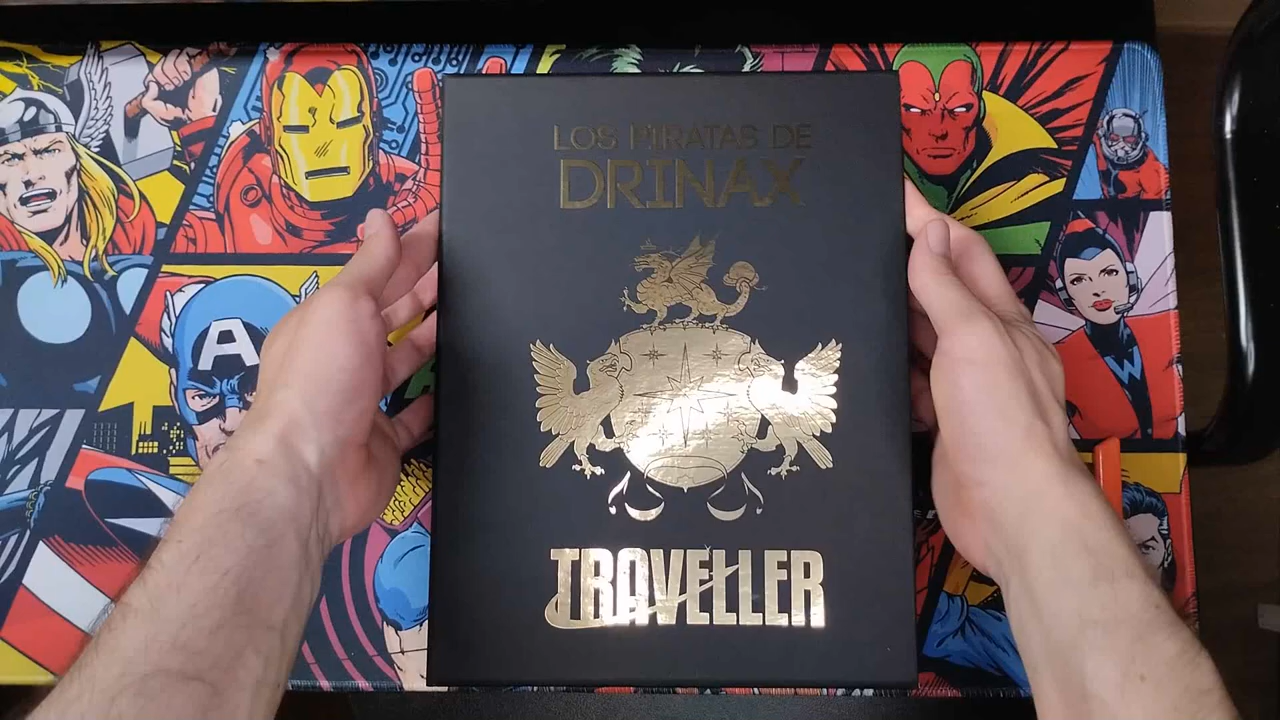 LOS PIRATAS DE
DRINAX
TRAVELLER
A
W